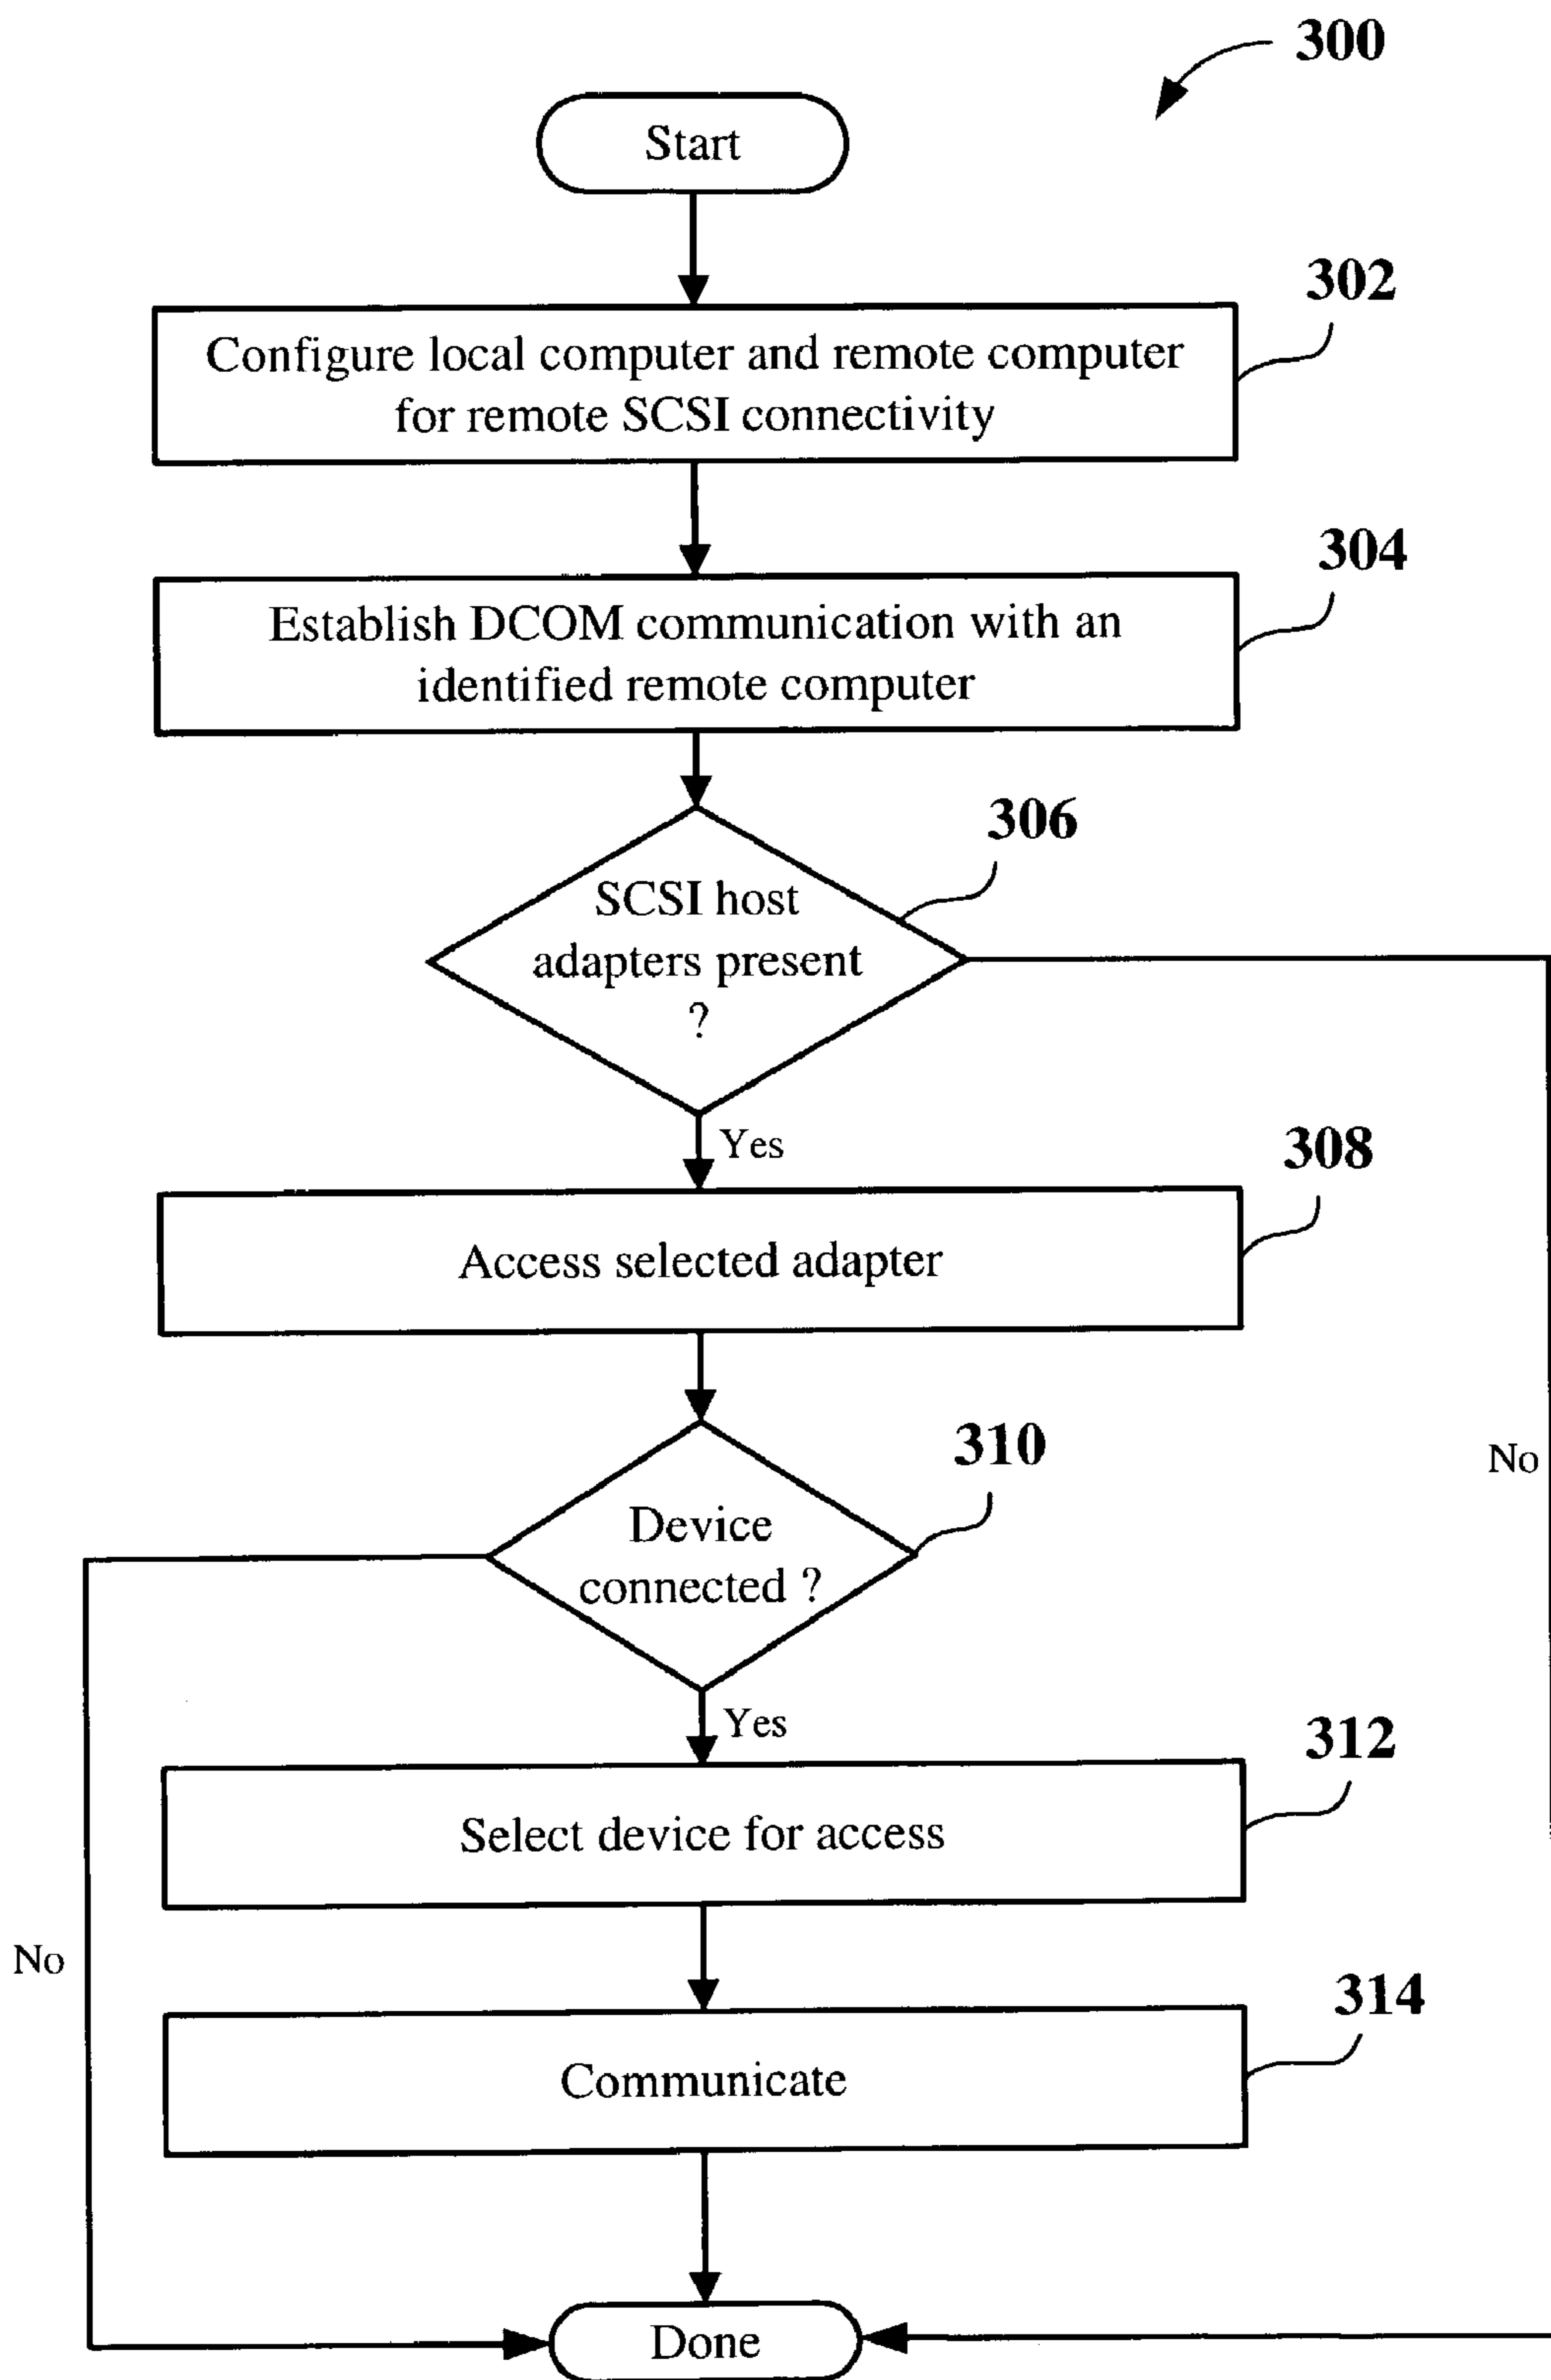 300
Start
302
Configure local computer and remote computer
for remote SCSI connectivity
304
Establish DCOM communication with an
identified remote computer
306
SCSI host
adapters present
?
Yes
308
Access selected adapter
310
No
Device
connected ?
Yes
312
Select device for access
No
314
Communicate
Done